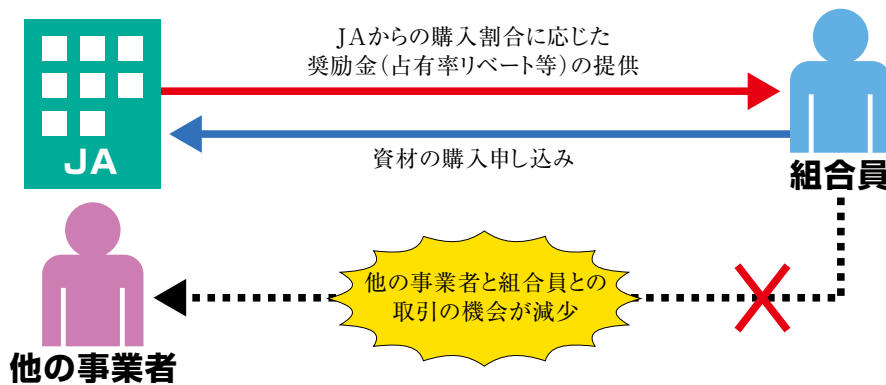 JAからの購入割合に応じた
奨励金(占有率リベート等)の提供
JA
資材の購入申し込み
組合員
他の事業者と組合員との
取引の機会が減少
他の事業者